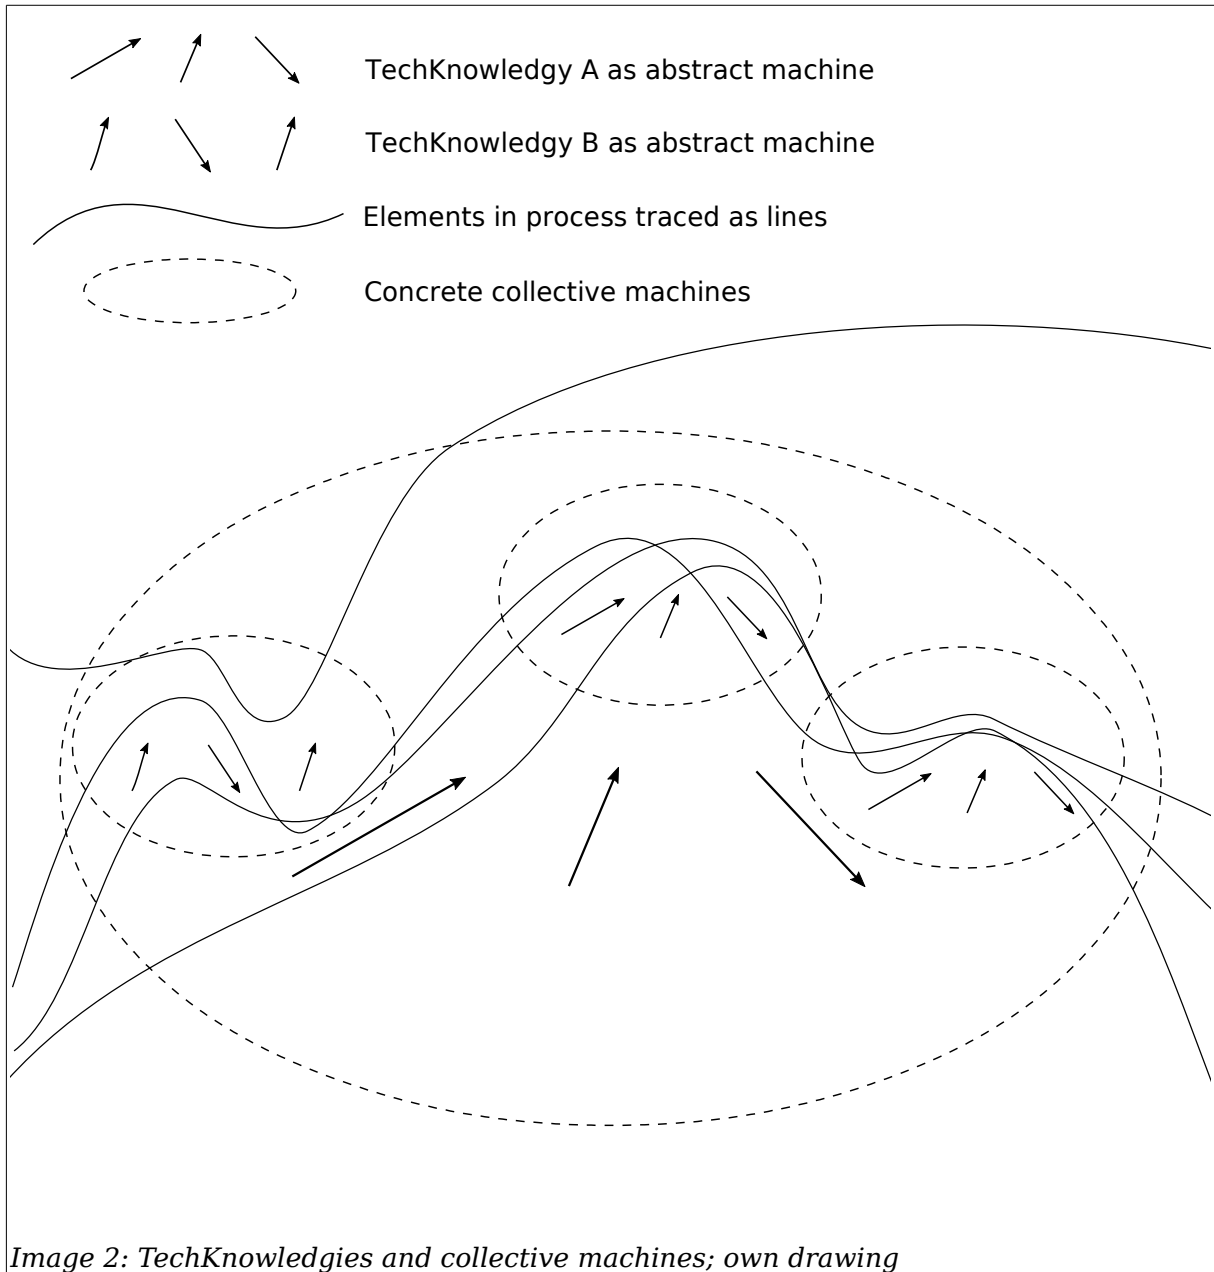 TechKnowledgy A as abstract machine
TechKnowledgy B as abstract machine
Elements in process traced as lines
Concrete collective machines
Image 2: TechKnowledgies and collective machines; own drawing